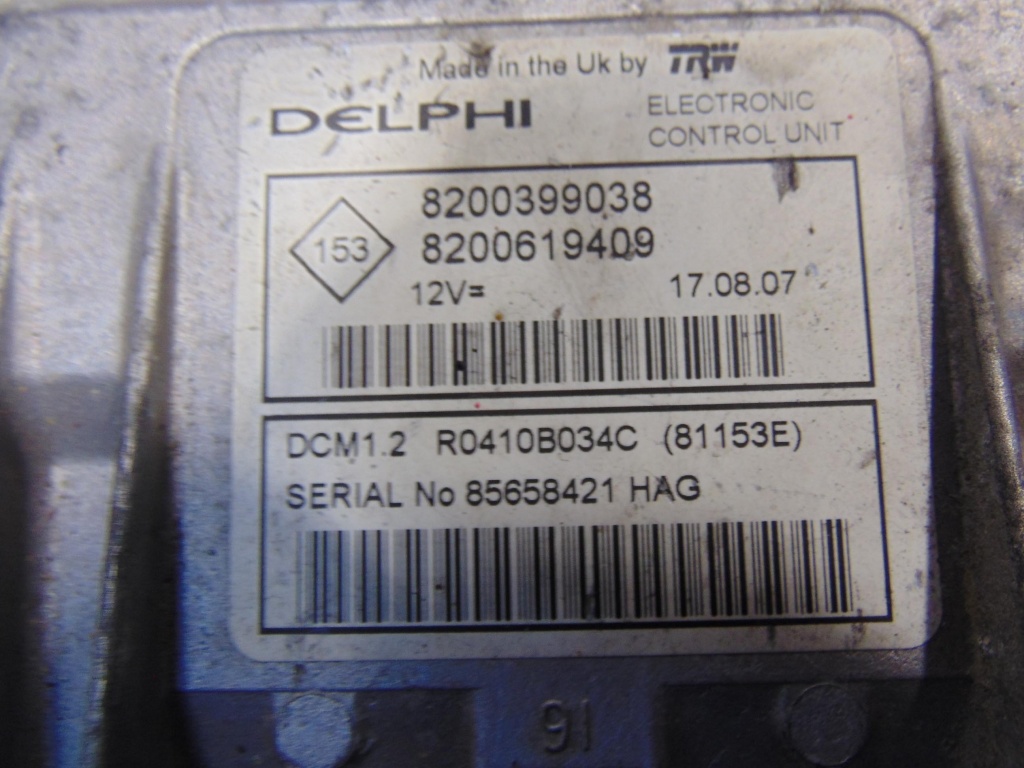 Made in the Uk by TRW
DELPHI
ELECTRONIC
CONTROL UNIT
153
8200399038
8200619409
12V=
17.08.07
DCM1.2 R0410B034C (81153E)
SERIAL No 85658421 HAG
91